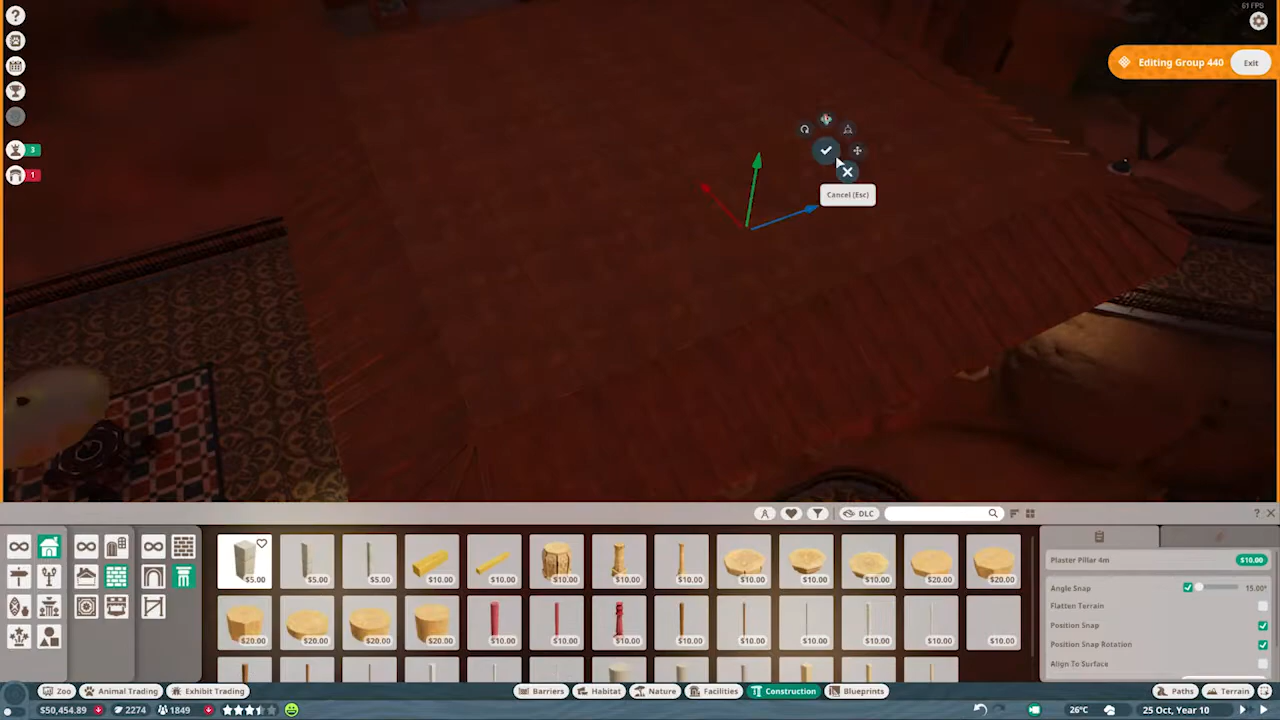 61 FPS
?
Editing Group 440
Exit
3
1
Cancel (Esc)
DLC
?
$5.00
$5.00
$5.00
$10.00
$10.00
$10.00
$10.00
$10.00
$10.00
$10.00
$10.00
$20.00
$20.00
Plaster Pillar 4m
$10.00
Angle Snap
15.00°
Flatten Terrain
Position Snap
Position Snap Rotation
Align To Surface
$20.00
$20.00
$20.00
$20.00
$10.00
$10.00
$10.00
$10.00
$10.00
$10.00
$10.00
$10.00
$10.00
Zoo
Animal Trading
Exhibit Trading
Barriers
Habitat
Nature
Facilities
Construction
Blueprints
Paths
Terrain
$50,454.89
2274
1849
26°C
25 Oct, Year 10